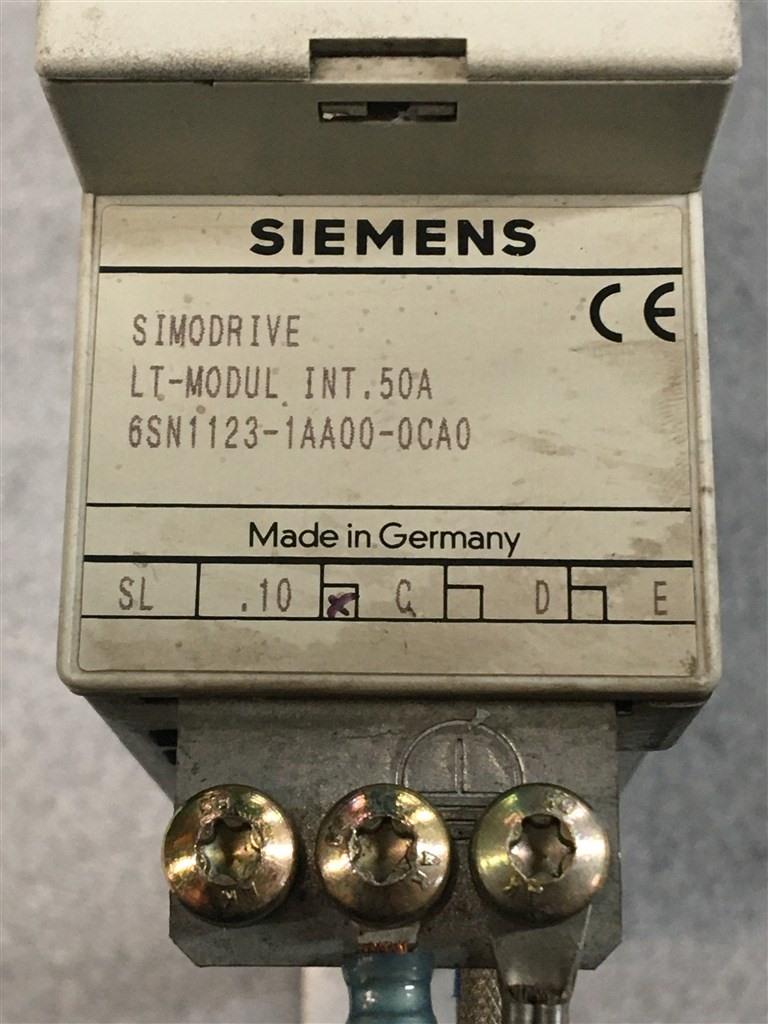 SIEMENS
CE
SIMODRIVE
LT-MODUL INT.50A
6SN1123-1AA00-0CA0
Made in Germany
SL .10 C D E